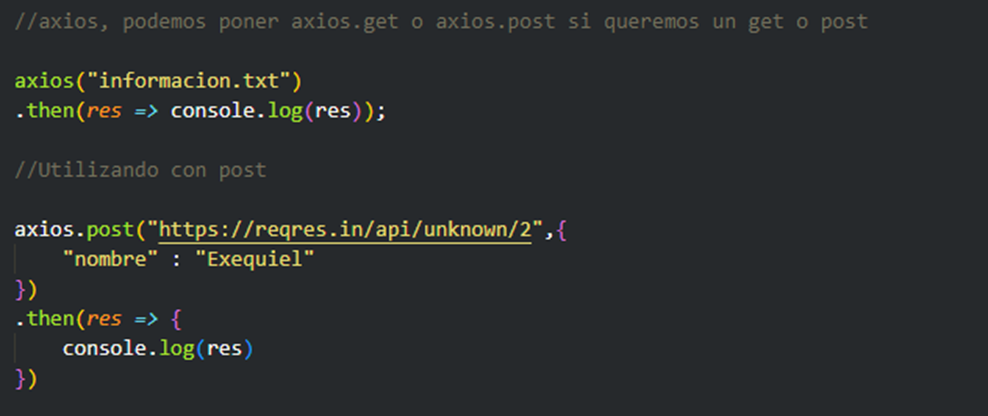 //axios, podemos poner axios.get o axios.post si queremos un get o post
axios("informacion.txt")
.then(res => console.log(res));
//Utilizando con post
axios.post("https://reqres.in/api/unknown/2",{
"nombre" : "Exequiel"
})
.then(res => {
console.log(res)
})